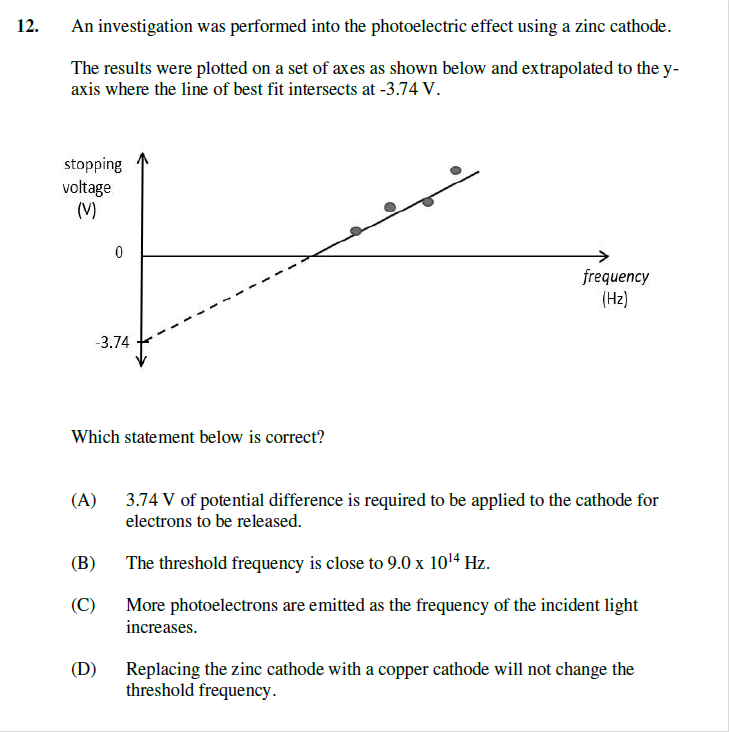 12. An investigation was performed into the photoelectric effect using a zinc cathode.
The results were plotted on a set of axes as shown below and extrapolated to the y-
axis where the line of best fit intersects at -3.74 V.
stopping
voltage
(V)
0
frequency
(Hz)
-3.74
Which statement below is correct?
(A) 3.74 V of potential difference is required to be applied to the cathode for
electrons to be released.
(B) The threshold frequency is close to 9.0 x 10¹⁴ Hz.
(C) More photoelectrons are emitted as the frequency of the incident light
increases.
(D) Replacing the zinc cathode with a copper cathode will not change the
threshold frequency.